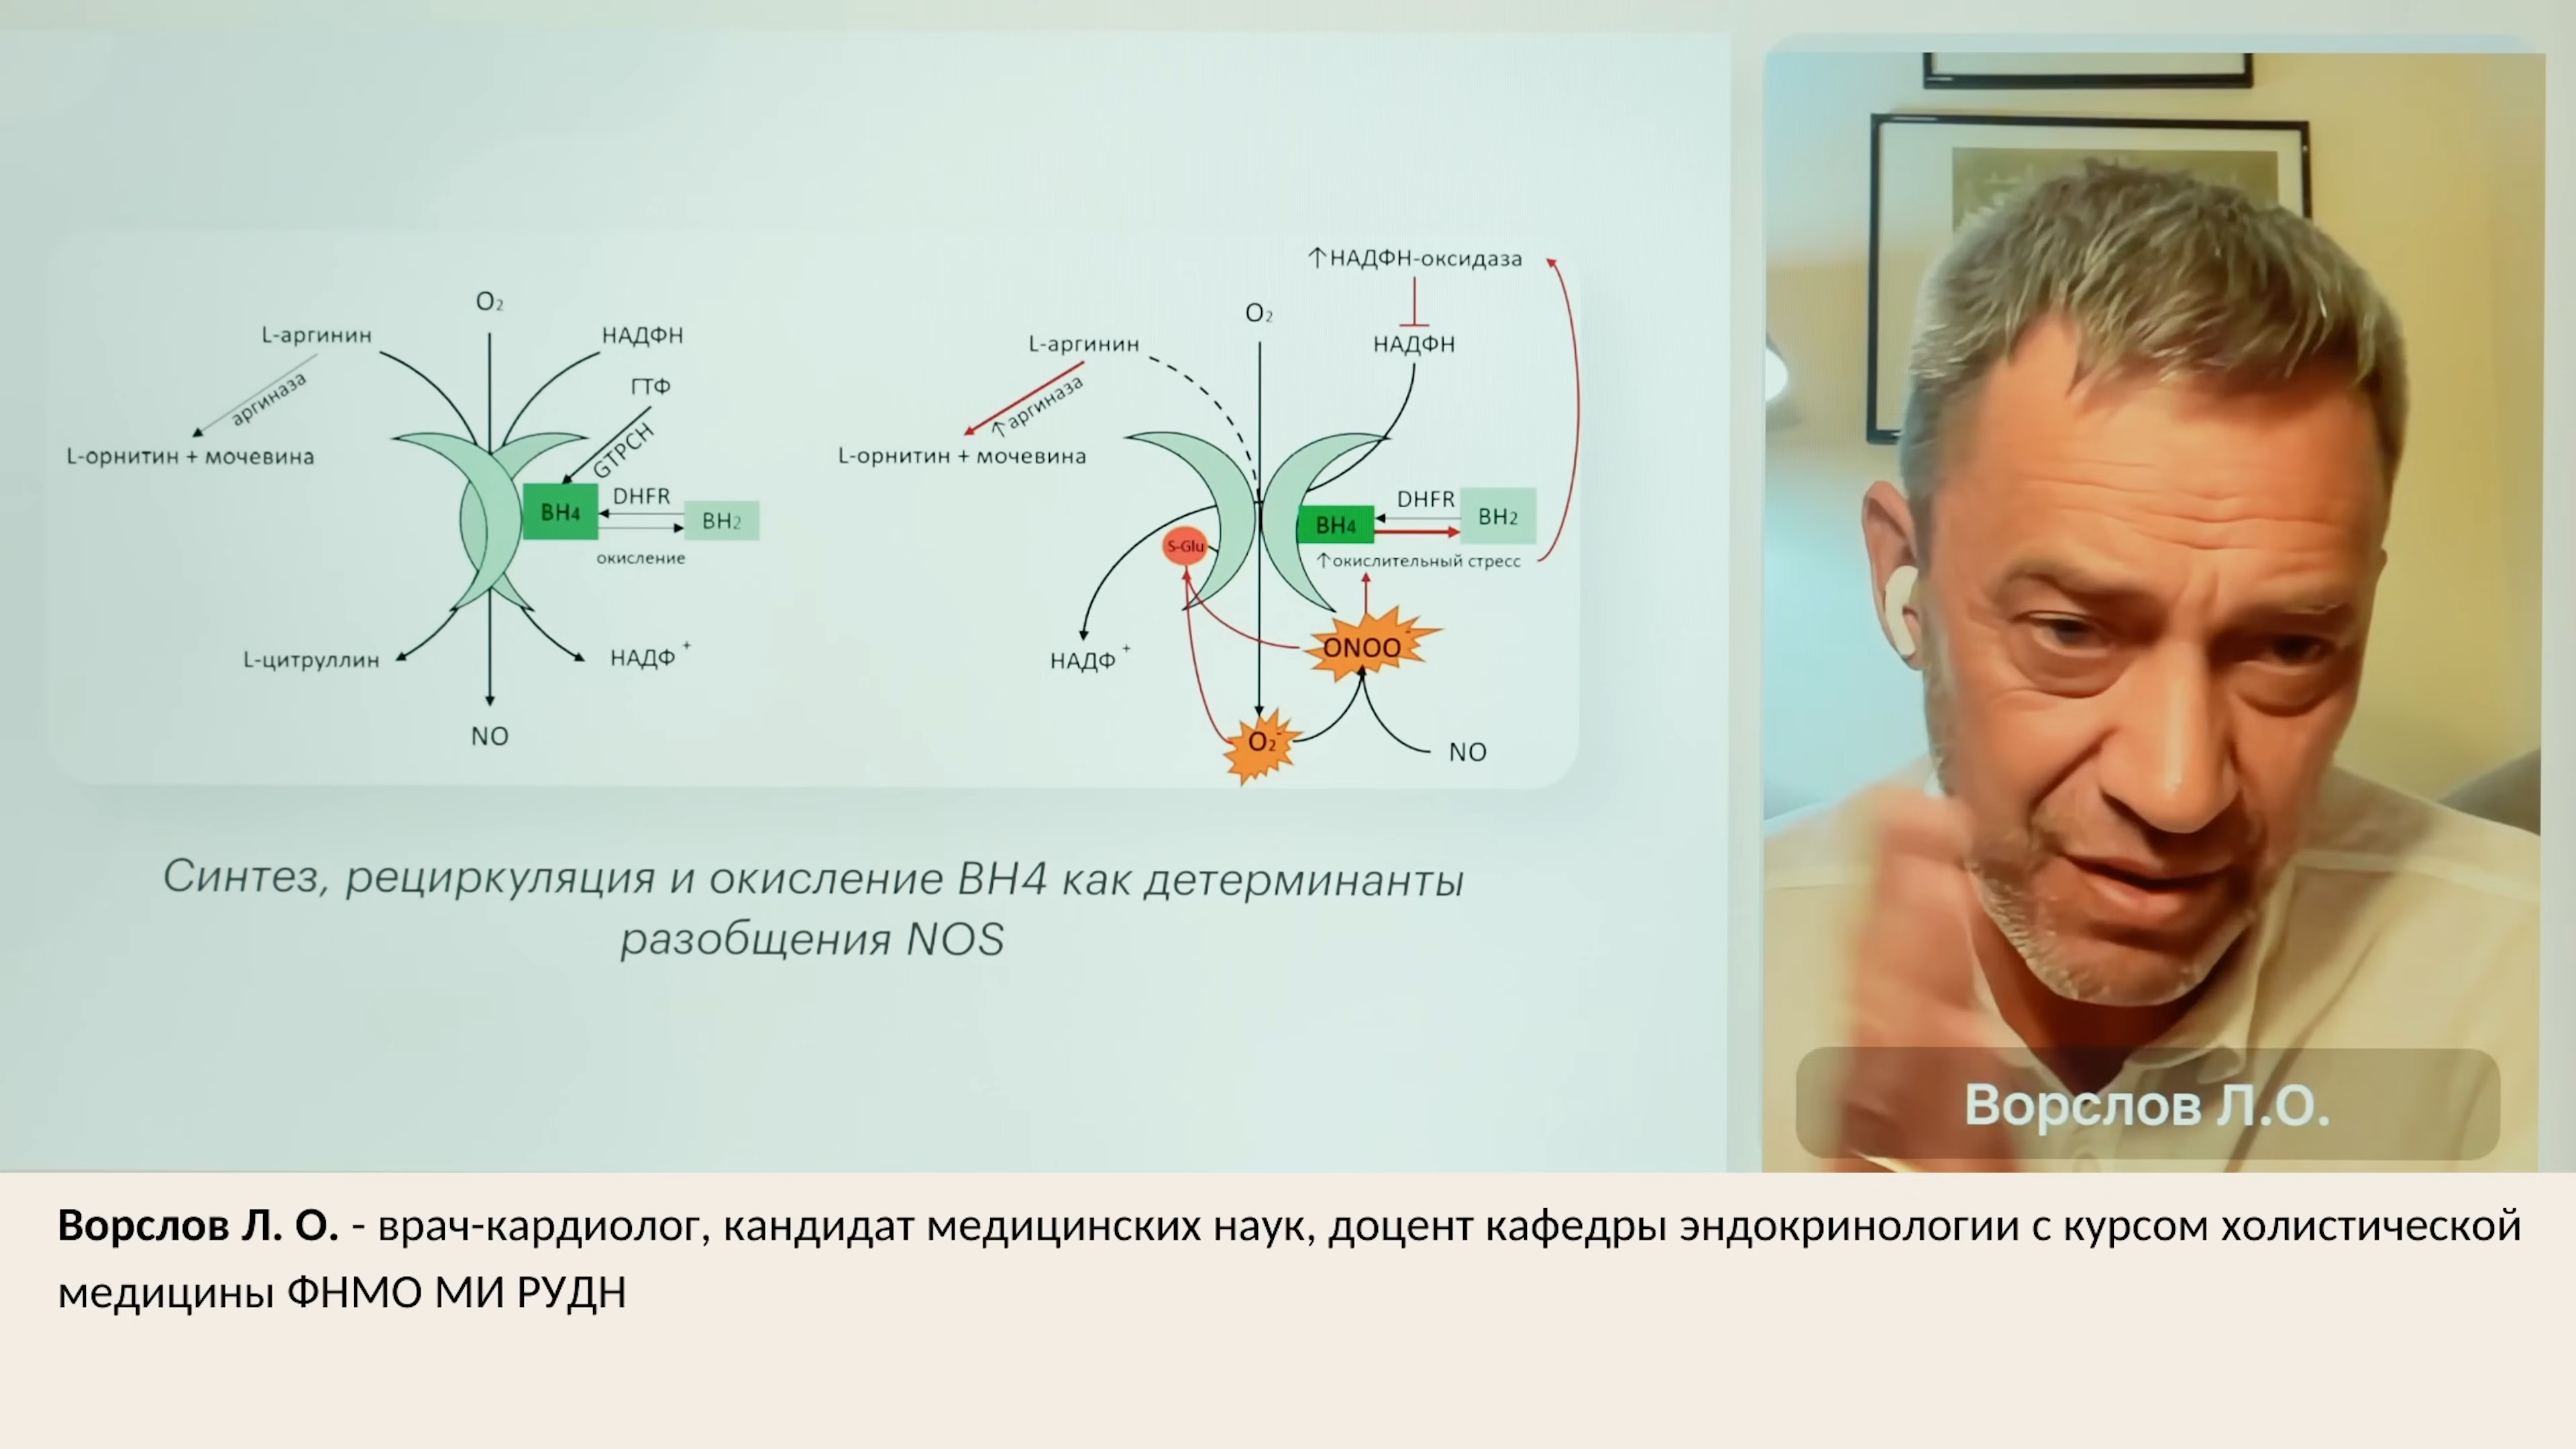 O₂
L-аргинин
НАДФН
ГТФ
аргиназа
GTPCH
L-орнитин + мочевина
BH4
DHFR
BH2
окисление
L-цитруллин
НАДФ⁺
NO
↑НАДФН-оксидаза
O₂
L-аргинин
НАДФН
↑аргиназа
L-орнитин + мочевина
S-Glu
BH4
DHFR
BH2
↑окислительный стресс
НАДФ⁺
ONOO⁻
O₂⁻
NO
Синтез, рециркуляция и окисление BH4 как детерминанты
разобщения NOS
Ворслов Л.О.
Ворслов Л. О. - врач-кардиолог, кандидат медицинских наук, доцент кафедры эндокринологии с курсом холистической
медицины ФНМО МИ РУДН